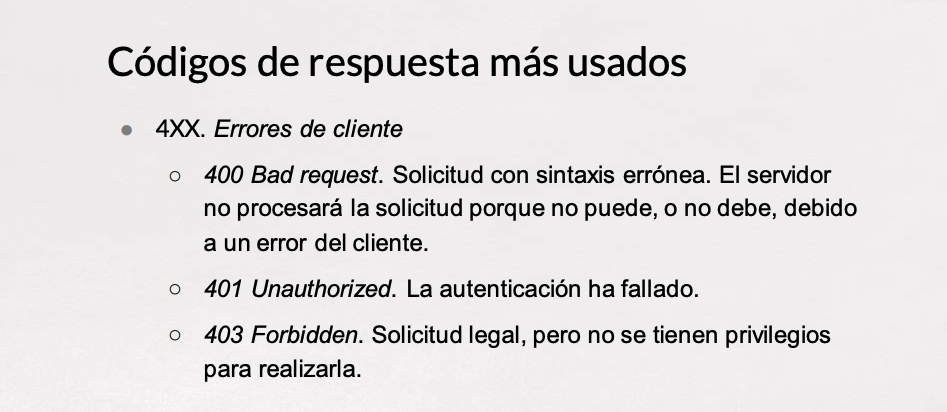 Códigos de respuesta más usados
● 4XX. Errores de cliente
○ 400 Bad request. Solicitud con sintaxis errónea. El servidor
no procesará la solicitud porque no puede, o no debe, debido
a un error del cliente.
○ 401 Unauthorized. La autenticación ha fallado.
○ 403 Forbidden. Solicitud legal, pero no se tienen privilegios
para realizarla.